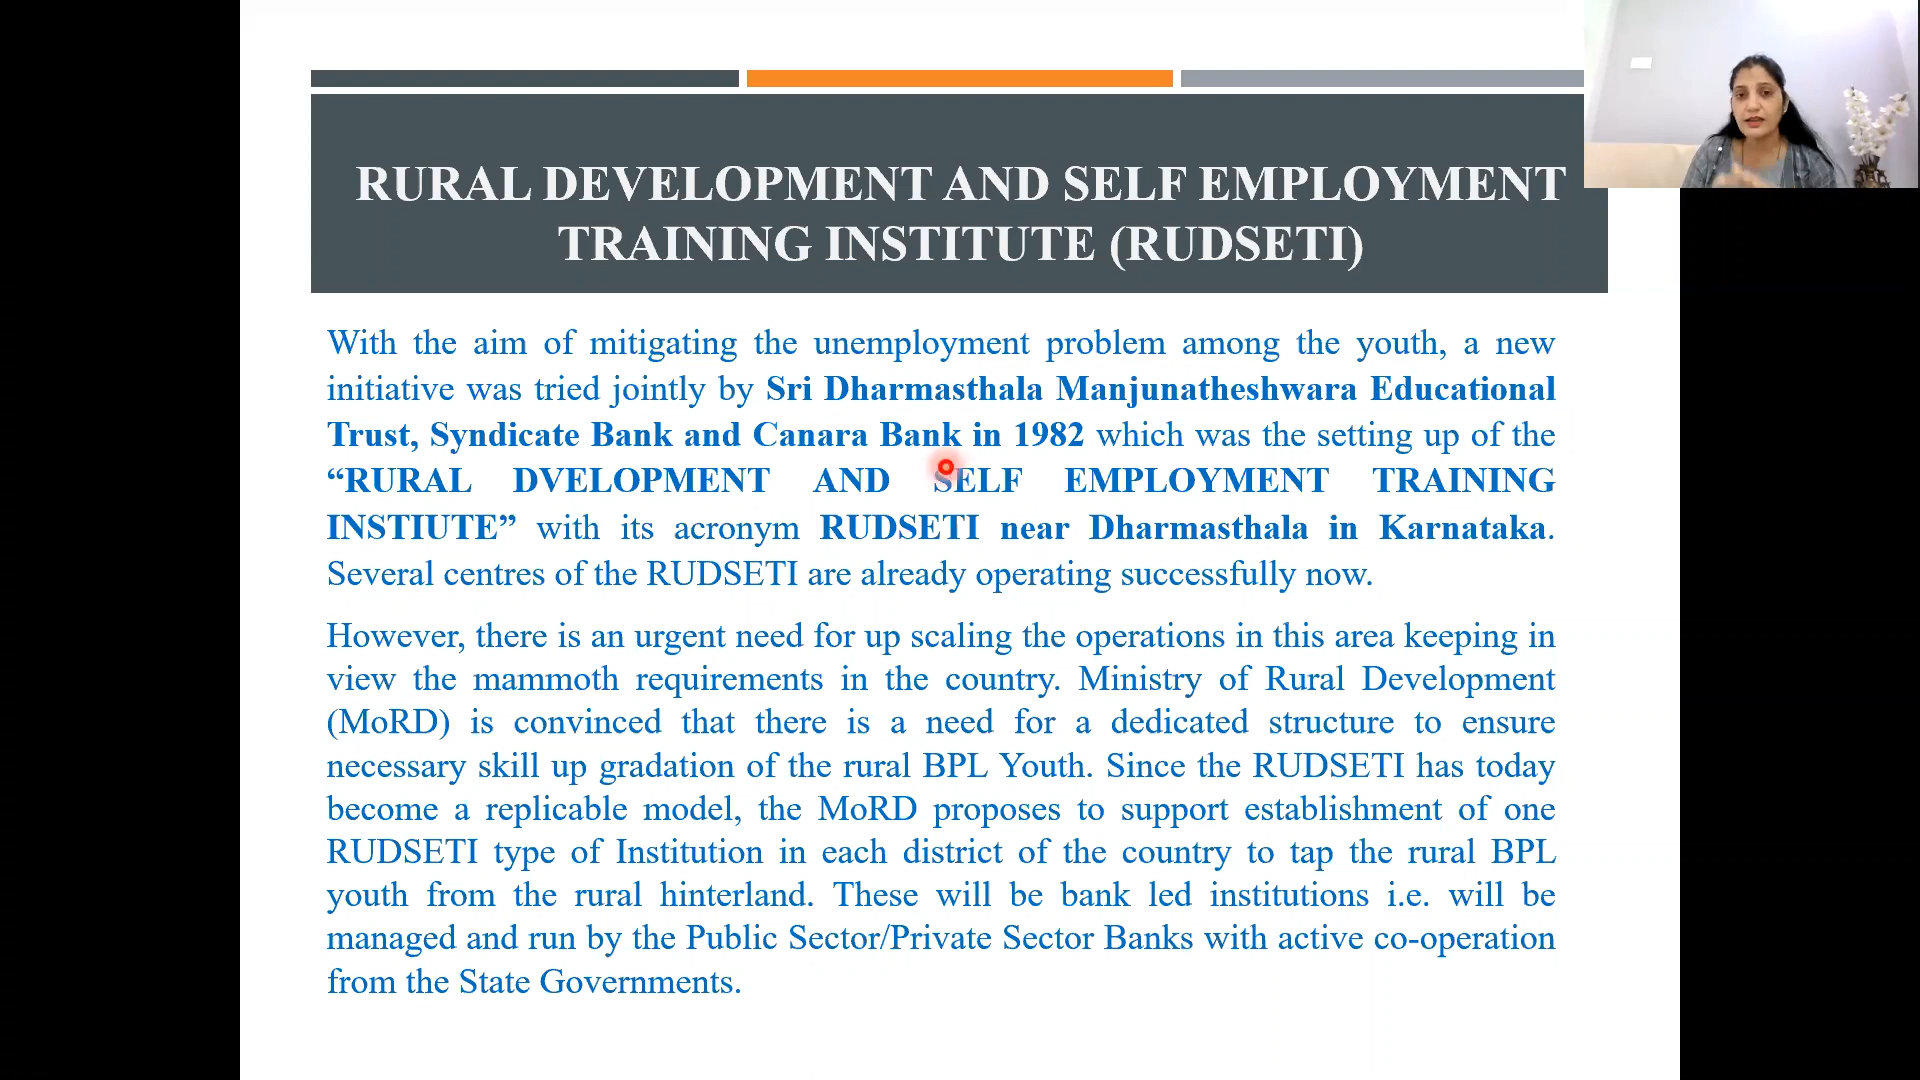 RURAL DEVELOPMENT AND SELF EMPLOYMENT
TRAINING INSTITUTE (RUDSETI)
With the aim of mitigating the unemployment problem among the youth, a new
initiative was tried jointly by Sri Dharmasthala Manjunatheshwara Educational
Trust, Syndicate Bank and Canara Bank in 1982 which was the setting up of the
“RURAL DVELOPMENT AND SELF EMPLOYMENT TRAINING
INSTIUTE” with its acronym RUDSETI near Dharmasthala in Karnataka.
Several centres of the RUDSETI are already operating successfully now.
However, there is an urgent need for up scaling the operations in this area keeping in
view the mammoth requirements in the country. Ministry of Rural Development
(MoRD) is convinced that there is a need for a dedicated structure to ensure
necessary skill up gradation of the rural BPL Youth. Since the RUDSETI has today
become a replicable model, the MoRD proposes to support establishment of one
RUDSETI type of Institution in each district of the country to tap the rural BPL
youth from the rural hinterland. These will be bank led institutions i.e. will be
managed and run by the Public Sector/Private Sector Banks with active co-operation
from the State Governments.